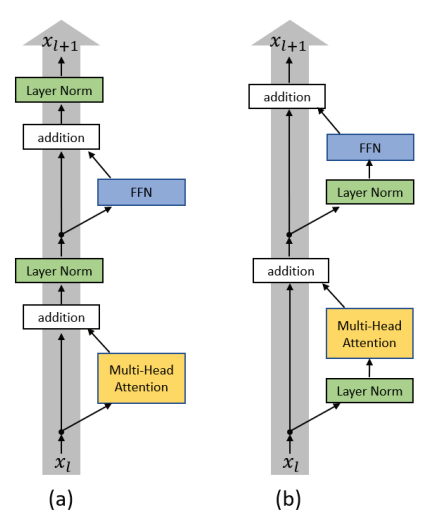 x_{l+1}
Layer Norm
addition
FFN
Layer Norm
addition
Multi-Head
Attention
x_l
(a)
x_{l+1}
addition
FFN
Layer Norm
addition
Multi-Head
Attention
Layer Norm
x_l
(b)